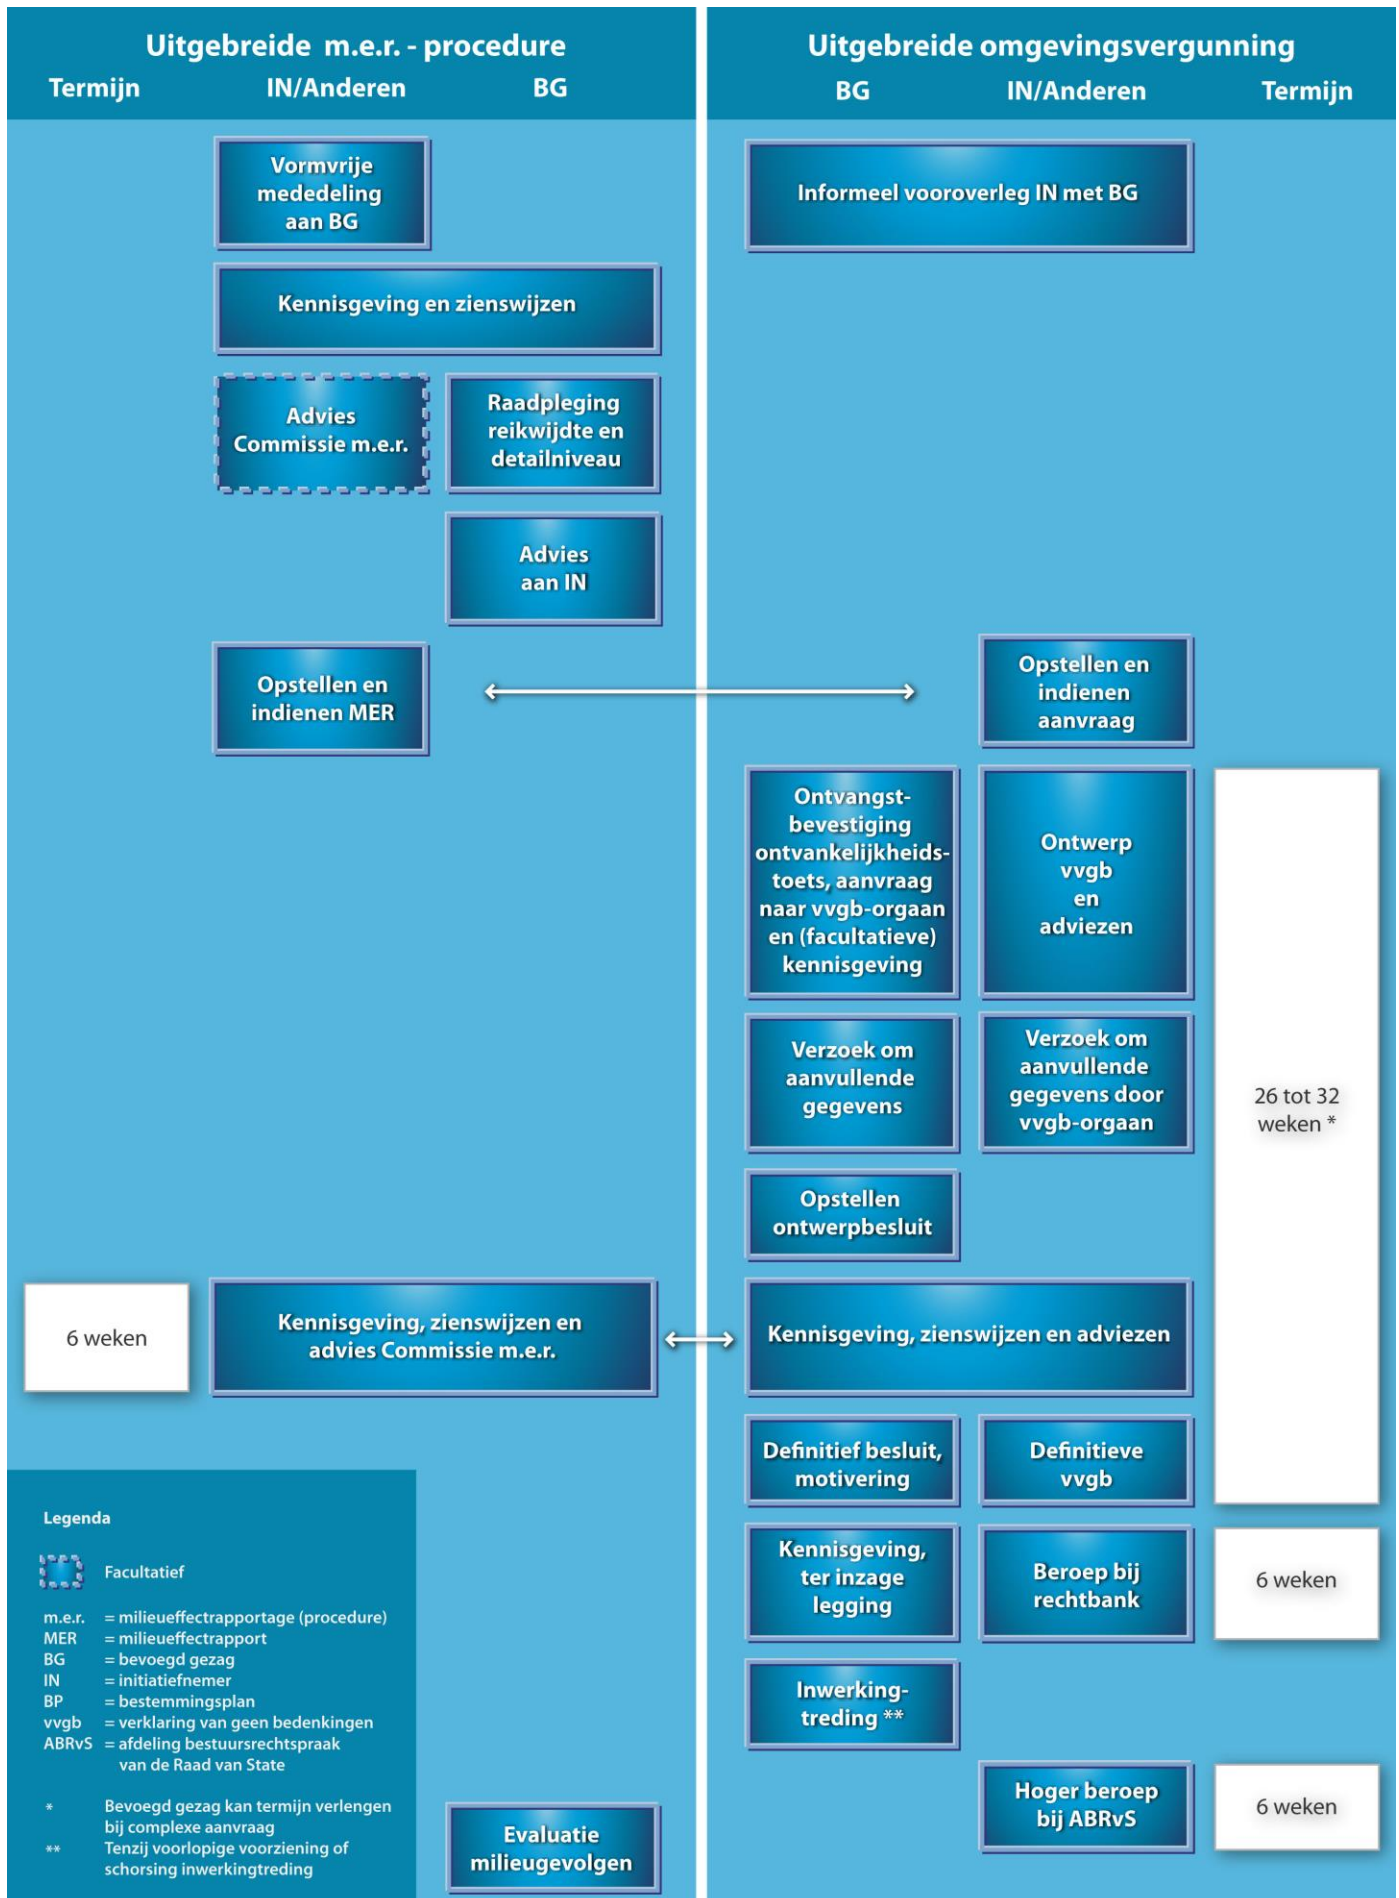 Uitgebreide m.e.r. - procedure
Termijn
IN/Anderen
BG
Vormvrije
mededeling
aan BG
Kennisgeving en zienswijzen
Advies
Commissie m.e.r.
Raadpleging
reikwijdte en
detailniveau
Advies
aan IN
Opstellen en
indienen MER
6 weken
Kennisgeving, zienswijzen en
advies Commissie m.e.r.
Evaluatie
milieugevolgen
Legenda
Facultatief
m.e.r. = milieueffectrapportage (procedure)
MER = milieueffectrapport
BG = bevoegd gezag
IN = initiatiefnemer
BP = bestemmingsplan
vvgb = verklaring van geen bedenkingen
ABRvS = afdeling bestuursrechtspraak
van de Raad van State
* Bevoegd gezag kan termijn verlengen
bij complexe aanvraag
** Tenzij voorlopige voorziening of
schorsing inwerkingtreding
Uitgebreide omgevingsvergunning
BG
IN/Anderen
Termijn
Informeel vooroverleg IN met BG
Opstellen en
indienen
aanvraag
Ontvangst-
bevestiging
ontvankelijkheids-
toets, aanvraag
naar vvgb-orgaan
en (facultatieve)
kennisgeving
Ontwerp
vvgb
en
adviezen
Verzoek om
aanvullende
gegevens
Verzoek om
aanvullende
gegevens door
vvgb-orgaan
26 tot 32
weken *
Opstellen
ontwerpbesluit
Kennisgeving, zienswijzen en adviezen
Definitief besluit,
motivering
Definitieve
vvgb
Kennisgeving,
ter inzage
legging
Beroep bij
rechtbank
6 weken
Inwerking-
treding **
Hoger beroep
bij ABRvS
6 weken